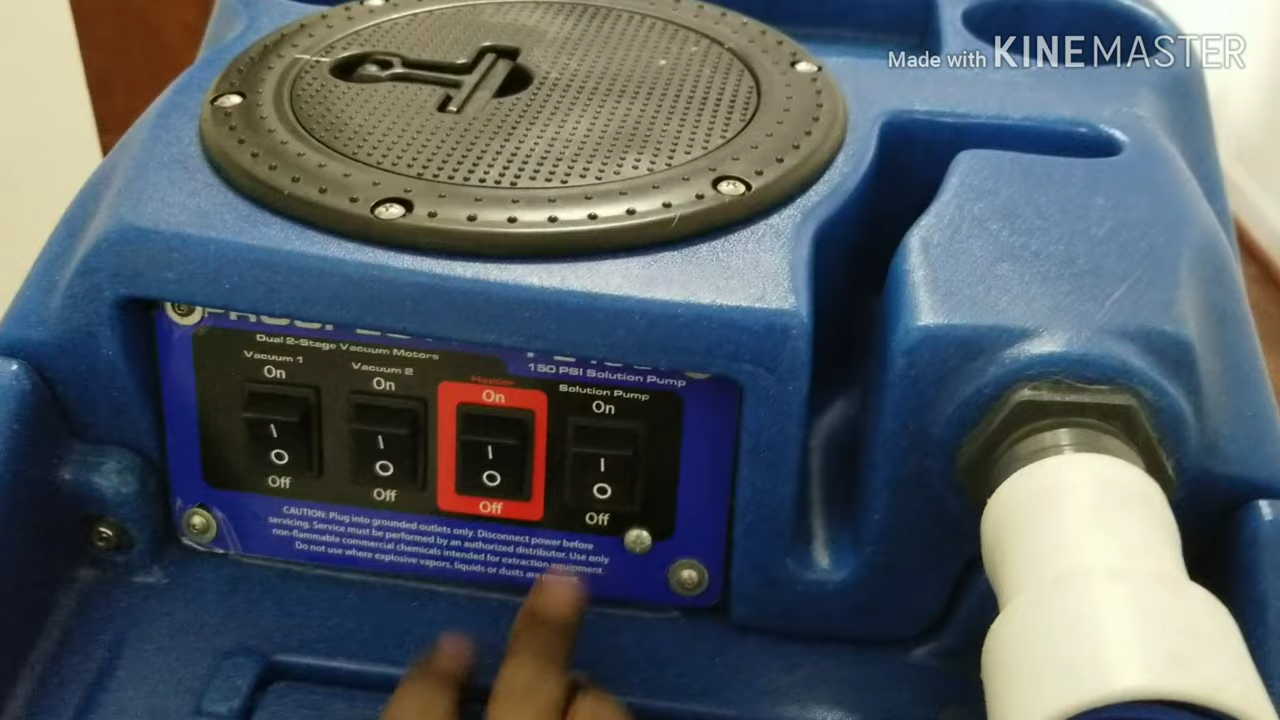 Made with KINEMASTER
Dual 2-Stage Vacuum Motors
150 PSI Solution Pump
Vacuum 1
Vacuum 2
Heater
Solution Pump
On
On
On
On
Off
Off
Off
Off
CAUTION: Plug into grounded outlets only. Disconnect power before
servicing. Service must be performed by an authorized distributor. Use only
non-flammable commercial chemicals intended for extraction equipment.
Do not use where explosive vapors, liquids or dusts are